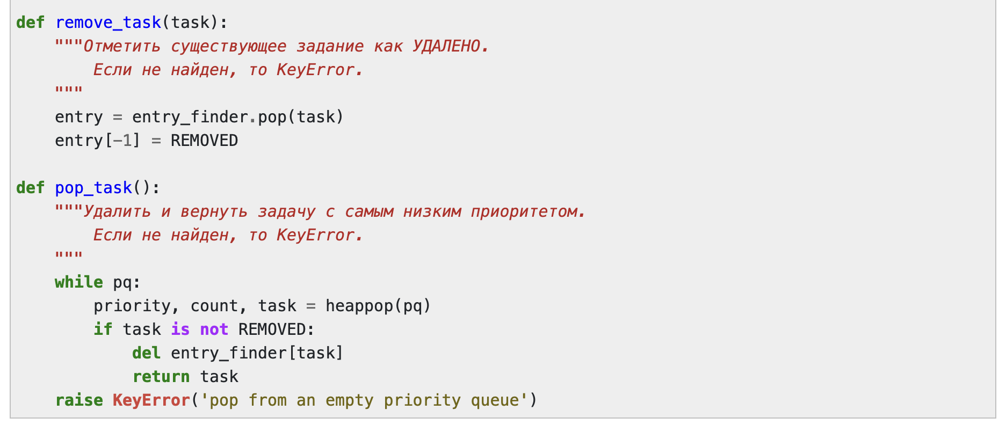 def remove_task(task):
    """Отметить существующее задание как УДАЛЕНО.
        Если не найден, то KeyError.
    """
    entry = entry_finder.pop(task)
    entry[-1] = REMOVED

def pop_task():
    """Удалить и вернуть задачу с самым низким приоритетом.
        Если не найден, то KeyError.
    """
    while pq:
        priority, count, task = heappop(pq)
        if task is not REMOVED:
            del entry_finder[task]
            return task
    raise KeyError('pop from an empty priority queue')